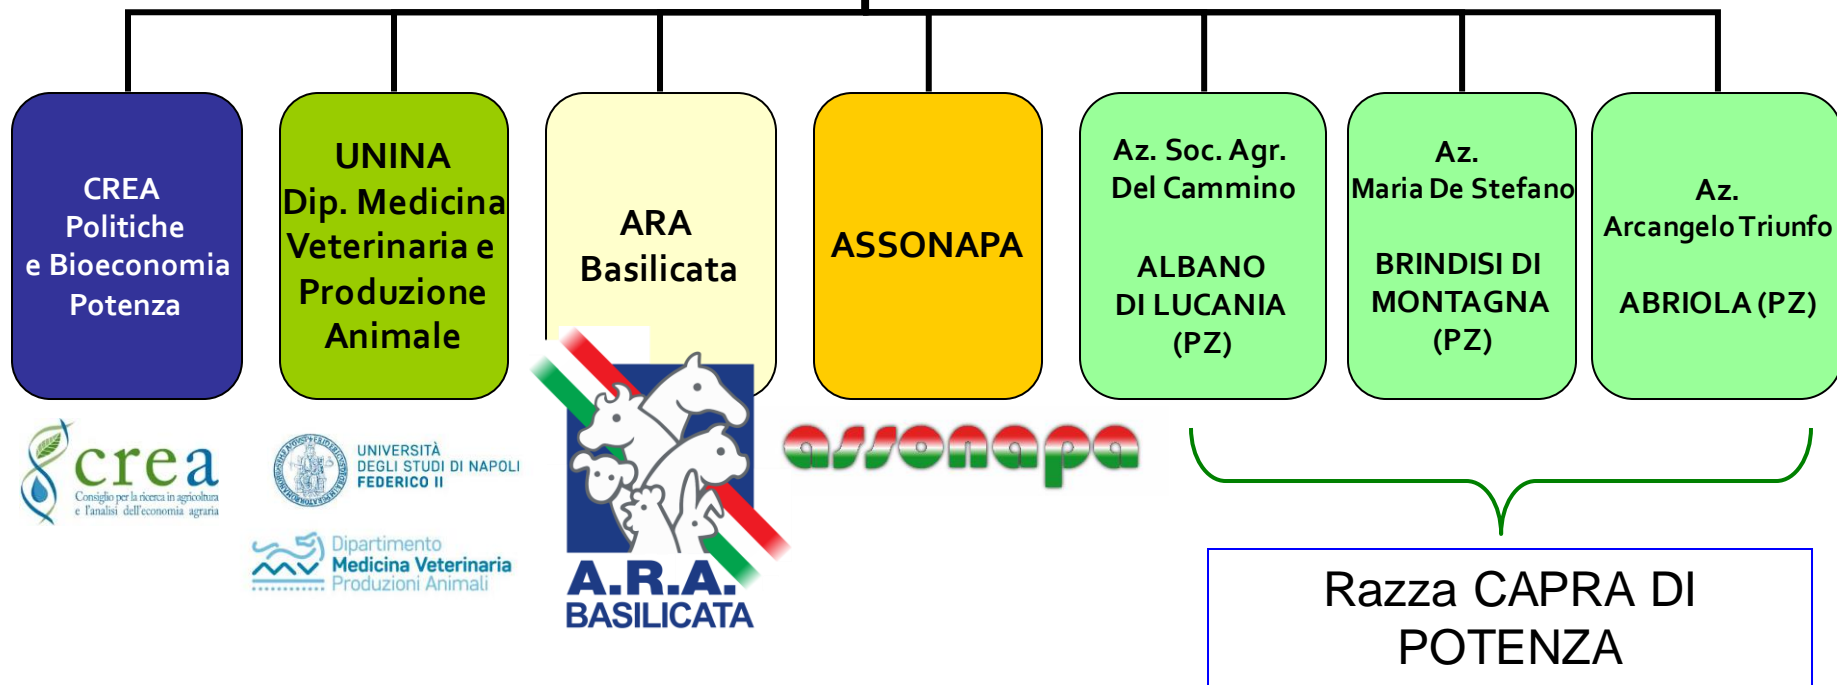 CREA
Politiche
e Bioeconomia
Potenza
UNINA
Dip. Medicina
Veterinaria e
Produzione
Animale
ARA
Basilicata
ASSONAPA
Az. Soc. Agr.
Del Cammino
ALBANO
DI LUCANIA
(PZ)
Az.
Maria De Stefano
BRINDISI DI
MONTAGNA
(PZ)
Az.
Arcangelo Triunfo
ABRIOLA (PZ)
crea
Consiglio per la ricerca in agricoltura
e l'analisi dell'economia agraria
UNIVERSITÀ
DEGLI STUDI DI NAPOLI
FEDERICO II
Dipartimento
Medicina Veterinaria
Produzioni Animali
A.R.A.
BASILICATA
assonapa
Razza CAPRA DI
POTENZA